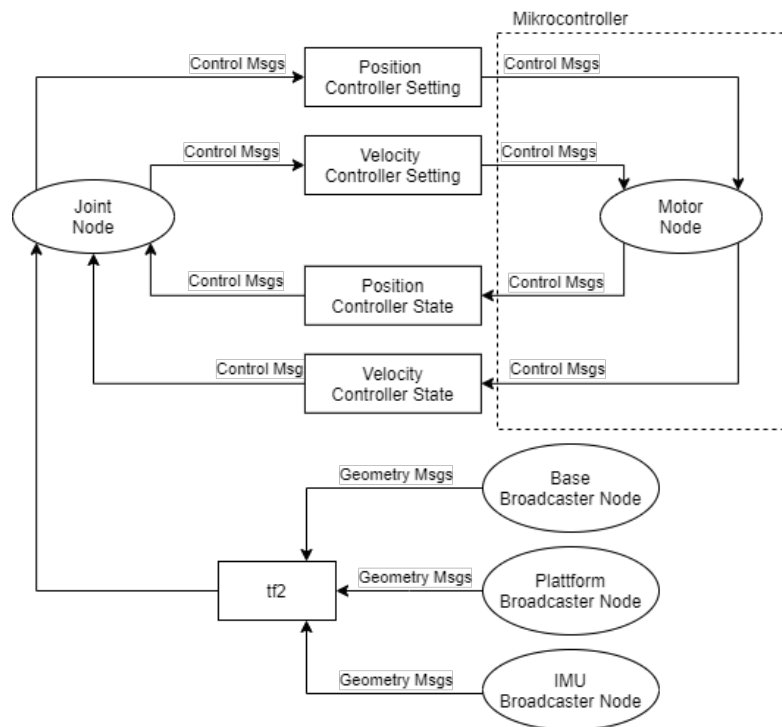 Mikrocontroller
Control Msgs
Position
Controller Setting
Control Msgs
Control Msgs
Velocity
Controller Setting
Control Msgs
Joint
Node
Motor
Node
Control Msgs
Position
Controller State
Control Msgs
Control Msg
Velocity
Controller State
Control Msgs
Geometry Msgs
Base
Broadcaster Node
tf2
Geometry Msgs
Plattform
Broadcaster Node
Geometry Msgs
IMU
Broadcaster Node